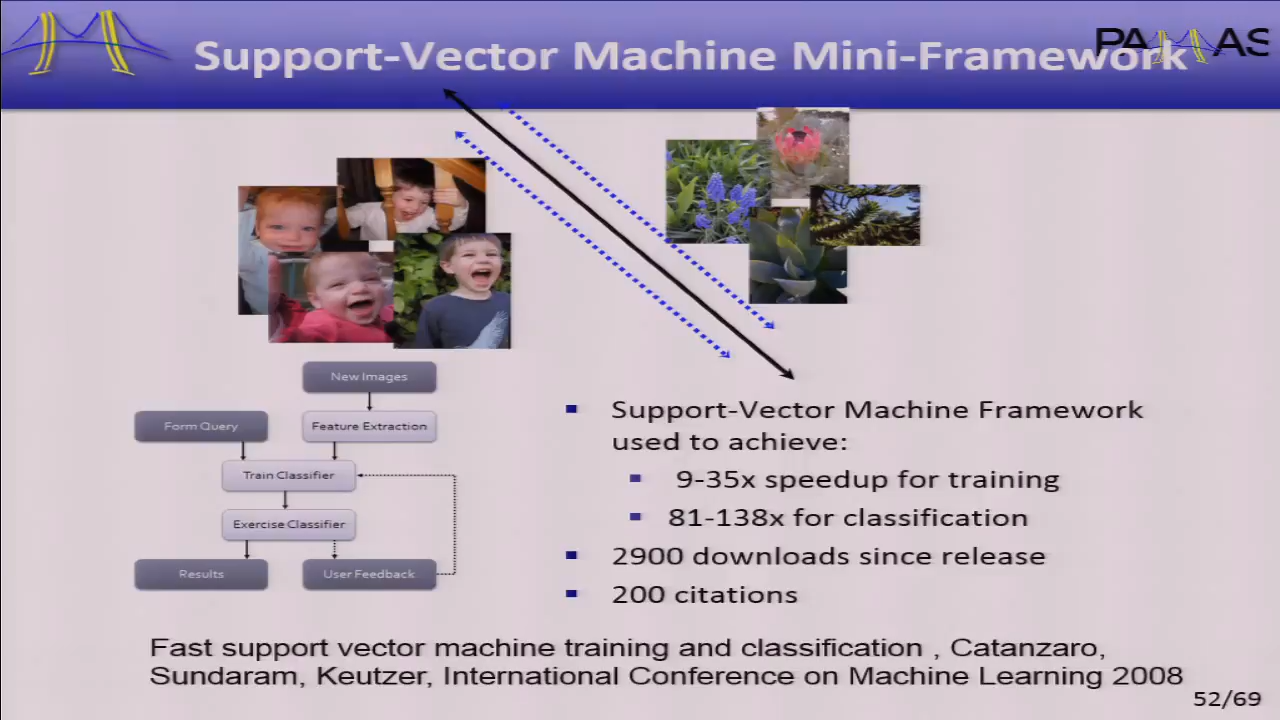 Support-Vector Machine Mini-Framework
PALLAS
New Images
Form Query
Feature Extraction
Train Classifier
Exercise Classifier
Results
User Feedback
Support-Vector Machine Framework
used to achieve:
9-35x speedup for training
81-138x for classification
2900 downloads since release
200 citations
Fast support vector machine training and classification , Catanzaro,
Sundaram, Keutzer, International Conference on Machine Learning 2008
52/69